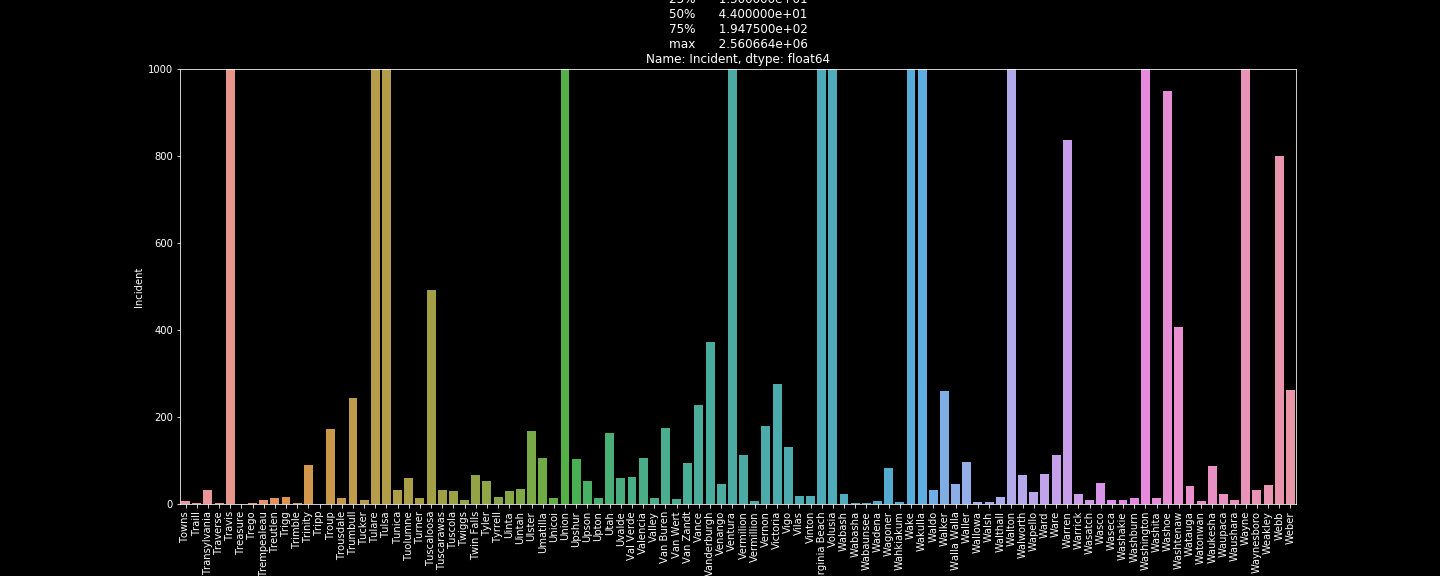 50% 4.400000e+01
75% 1.947500e+02
max 2.560664e+06
Name: Incident, dtype: float64
1000
800
600
400
200
0
Incident
Towns
Traill
Transylvania
Traverse
Travis
Treasure
Trego
Trempealeau
Treutlen
Trigg
Trimble
Trinity
Tripp
Troup
Trousdale
Trumbull
Tucker
Tulare
Tulsa
Tunica
Tuolumne
Turner
Tuscaloosa
Tuscarawas
Tuscola
Twiggs
Twin Falls
Tyler
Tyrrell
Uinta
Uintah
Ulster
Umatilla
Unicoi
Union
Upshur
Upson
Upton
Utah
Uvalde
Val Verde
Valencia
Valley
Van Buren
Van Wert
Van Zandt
Vance
Vanderburgh
Venango
Ventura
Vermilion
Vermillion
Vernon
Victoria
Vigo
Vilas
Vinton
rginia Beach
Volusia
Wabash
Wabasha
Wabaunsee
Wadena
Wagoner
Wahkiakum
Wake
Wakulla
Waldo
Walker
Walla Walla
Waller
Wallowa
Walsh
Walthall
Walton
Walworth
Wapello
Ward
Ware
Warren
Warrick
Wasatch
Wasco
Waseca
Washakie
Washburn
Washington
Washita
Washoe
Washtenaw
Watauga
Watonwan
Waukesha
Waupaca
Waushara
Wayne
Waynesboro
Weakley
Webb
Weber